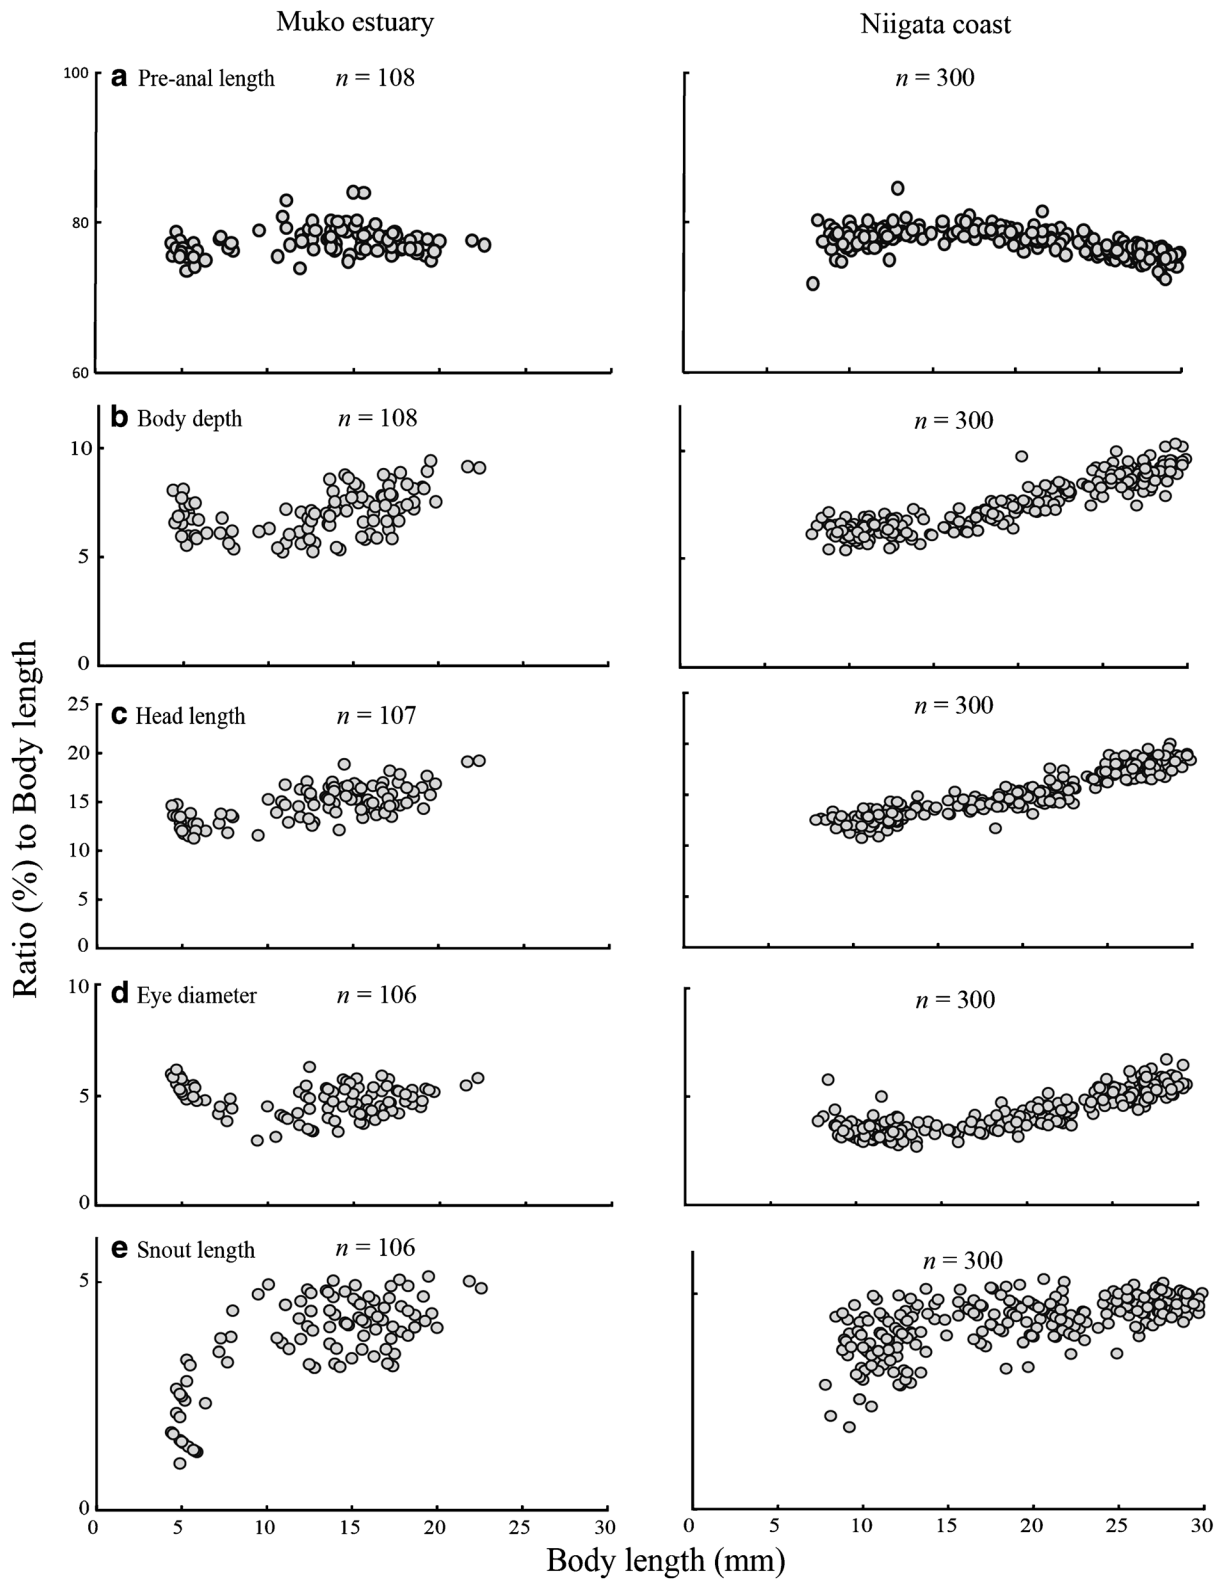 Muko estuary
Niigata coast
100
a Pre-anal length n = 108
n = 300
80
60
b Body depth n = 108
n = 300
10
5
0
25
c Head length n = 107
n = 300
20
15
10
5
0
10
d Eye diameter n = 106
n = 300
5
0
e Snout length n = 106
n = 300
5
0
0 5 10 15 20 25 30
0 5 10 15 20 25 30
Ratio (%) to Body length
Body length (mm)